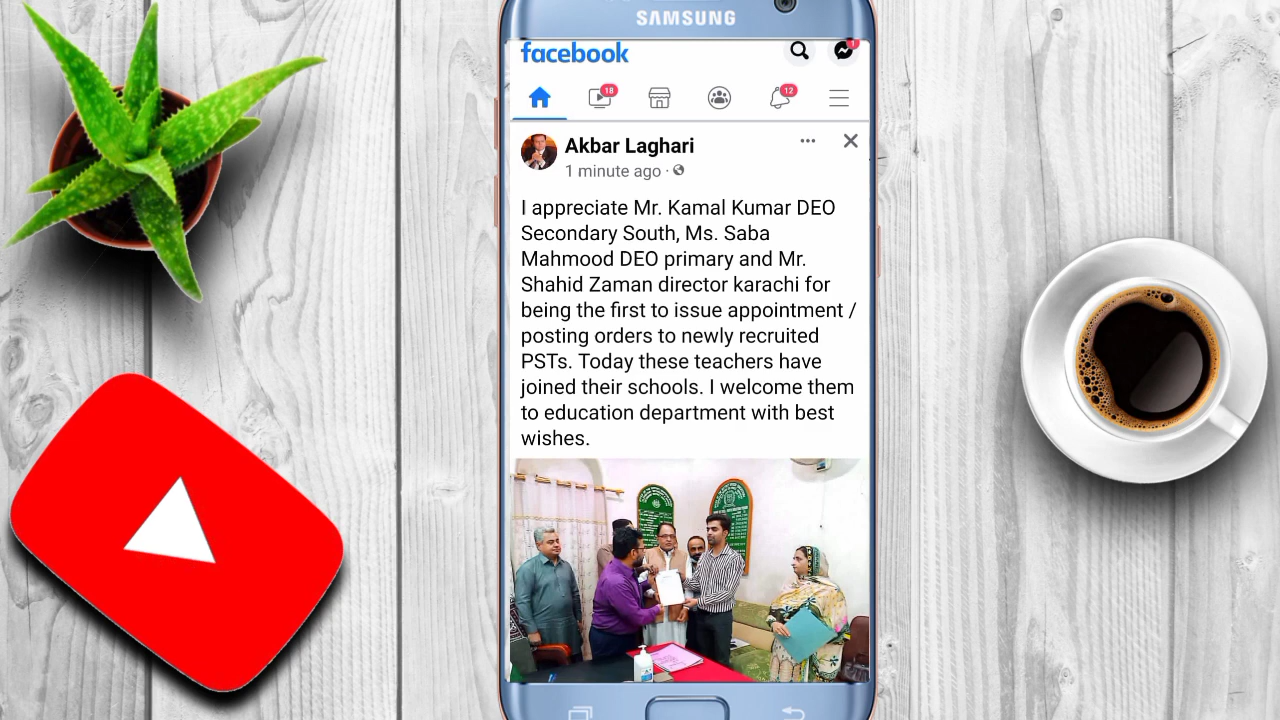 SAMSUNG
facebook
1
18
12
Akbar Laghari
1 minute ago ·
I appreciate Mr. Kamal Kumar DEO
Secondary South, Ms. Saba
Mahmood DEO primary and Mr.
Shahid Zaman director karachi for
being the first to issue appointment /
posting orders to newly recruited
PSTs. Today these teachers have
joined their schools. I welcome them
to education department with best
wishes.